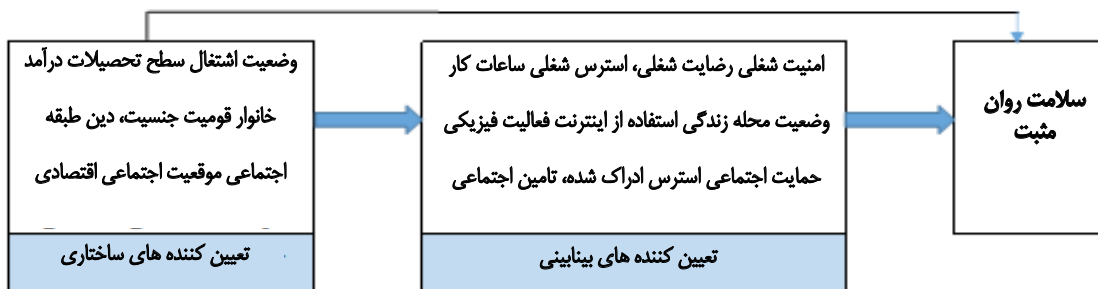 وضعیت اشتغال سطح تحصیلات درآمد
خانوار قومیت جنسیت، دین طبقه
اجتماعی موقعیت اجتماعی اقتصادی
تعیین کننده های ساختاری
امنیت شغلی رضایت شغلی، استرس شغلی ساعات کار
وضعیت محله زندگی استفاده از اینترنت فعالیت فیزیکی
حمایت اجتماعی استرس ادراک شده، تامین اجتماعی
تعیین کننده های بینابینی
سلامت روان
مثبت